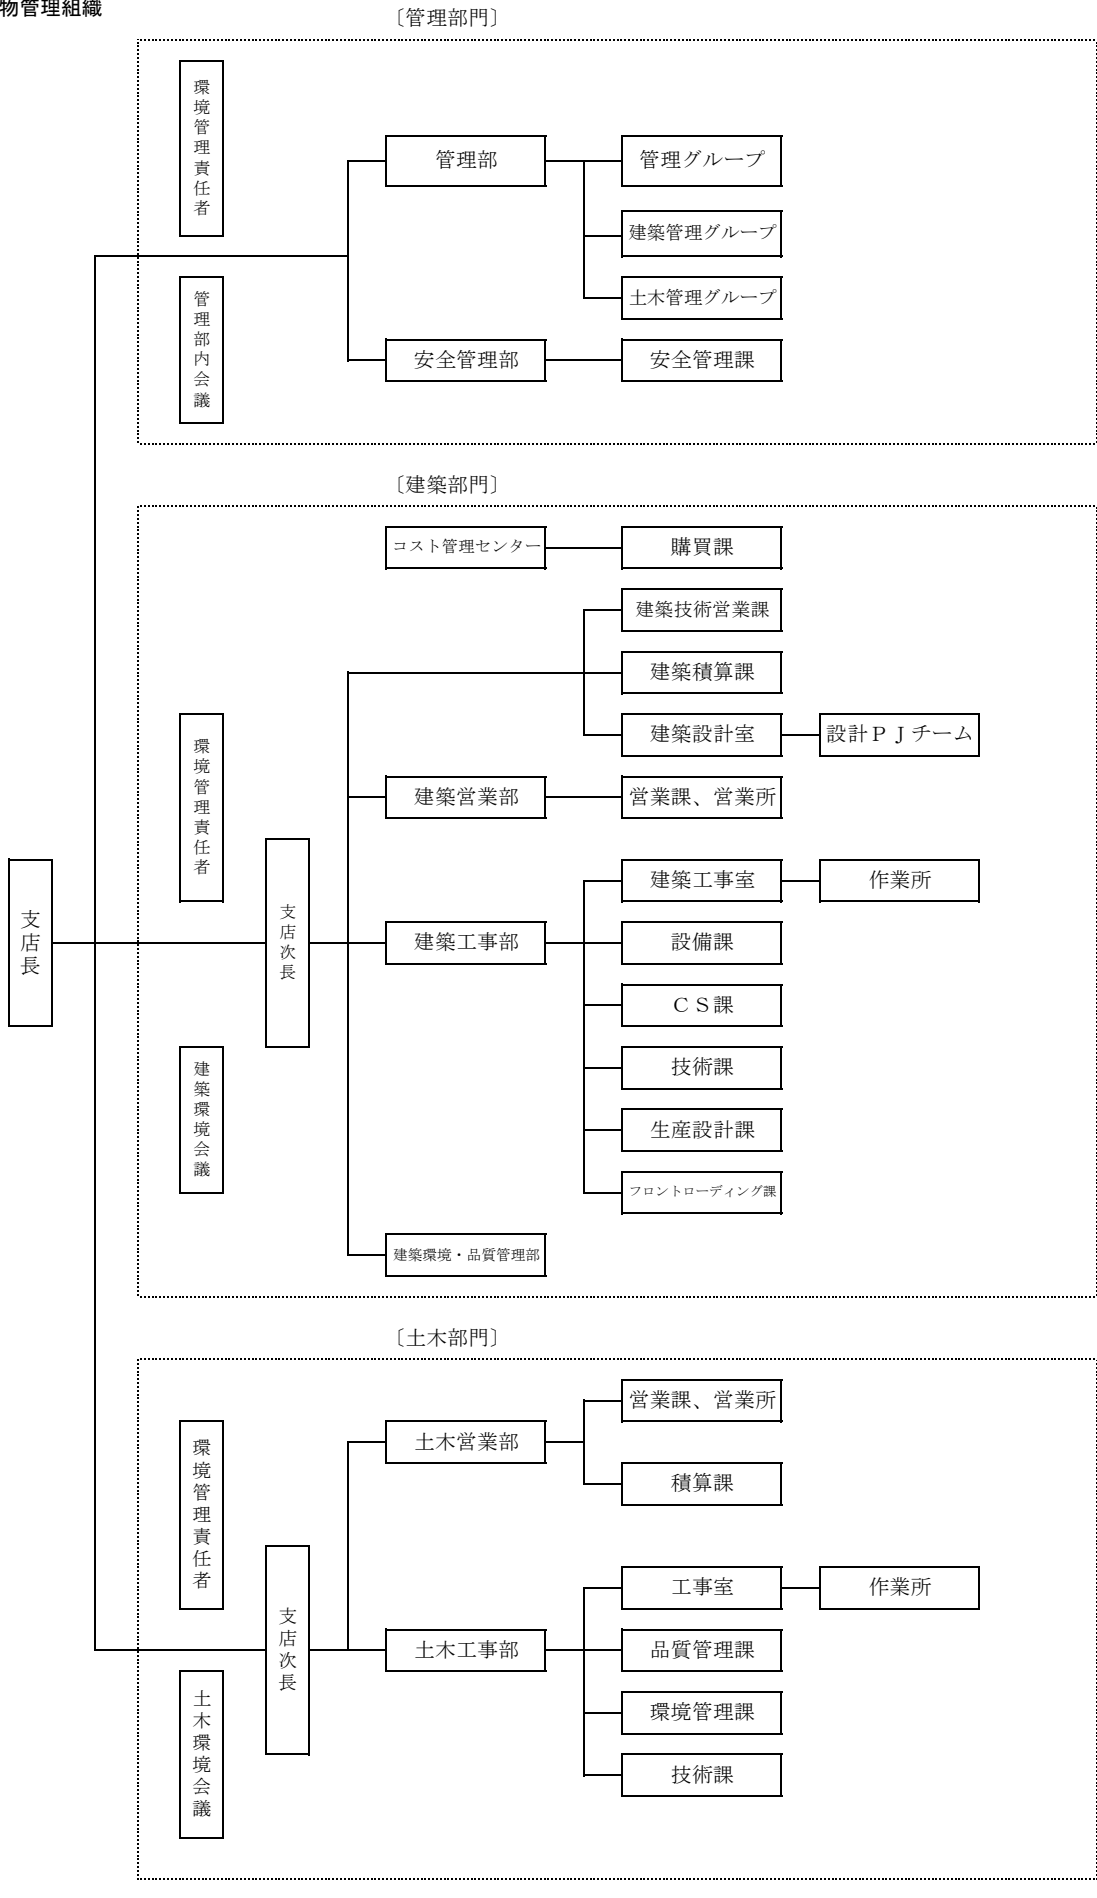 物管理組織
〔管理部門〕
環境管理責任者
管理部
管理グループ
建築管理グループ
土木管理グループ
管理部内会議
安全管理部
安全管理課
〔建築部門〕
コスト管理センター
購買課
建築技術営業課
建築積算課
建築設計室
設計ＰＪチーム
環境管理責任者
建築営業部
営業課、営業所
支店長
支店次長
建築工事部
建築工事室
作業所
設備課
ＣＳ課
技術課
生産設計課
フロントローディング課
建築環境会議
建築環境・品質管理部
〔土木部門〕
環境管理責任者
土木営業部
営業課、営業所
積算課
支店次長
土木工事部
工事室
作業所
品質管理課
環境管理課
技術課
土木環境会議